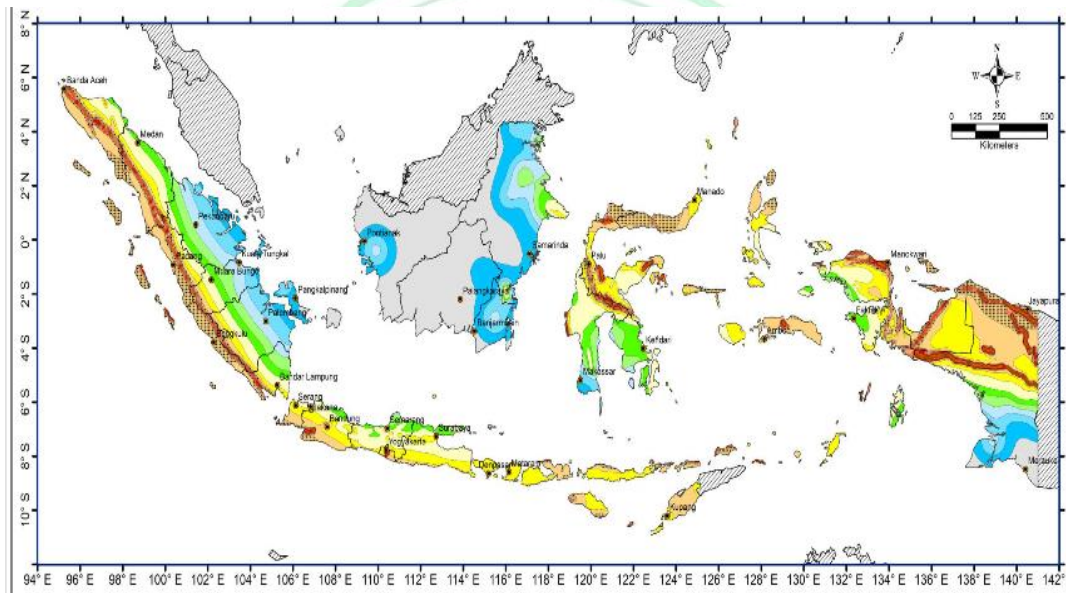 8° N
6° N
4° N
2° N
0°
2° S
4° S
6° S
8° S
10° S
94° E 96° E 98° E 100° E 102° E 104° E 106° E 108° E 110° E 112° E 114° E 116° E 118° E 120° E 122° E 124° E 126° E 128° E 130° E 132° E 134° E 136° E 138° E 140° E 142° E
N
W E
S
0 125 250 500
Kilometers
Banda Aceh
Medan
Pekanbaru
Padang
Kuala Tungkal
Muara Bungo
Pangkalpinang
Palembang
Bengkulu
Bandar Lampung
Serang
Jakarta
Bandung
Semarang
Yogyakarta
Surabaya
Denpasar
Mataram
Kupang
Pontianak
Samarinda
Palangkaraya
Banjarmasin
Manado
Palu
Kendari
Makassar
Ambon
Manokwari
Fakfak
Jayapura
Merauke